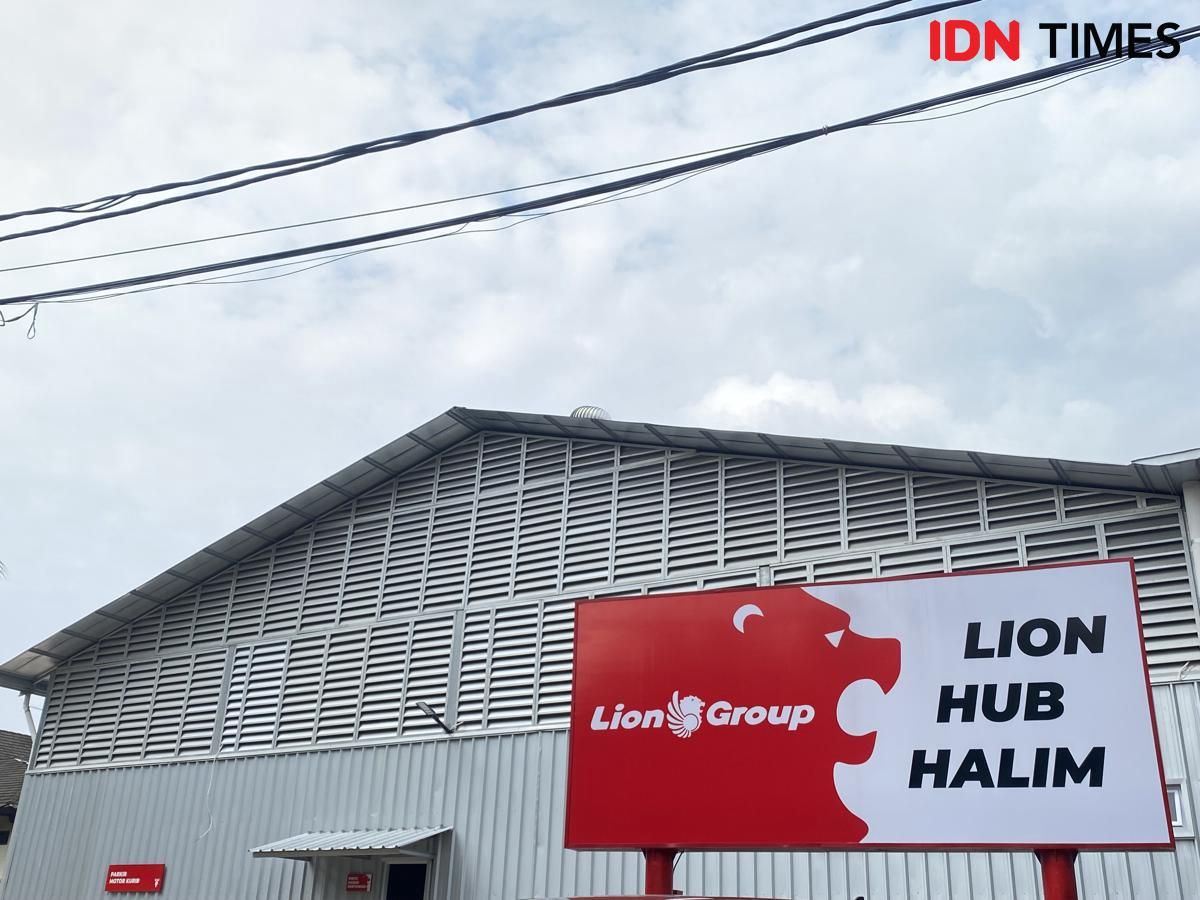 IDN TIMES
Lion Group
LION
HUB
HALIM
PARKIR
MOTOR KURIR